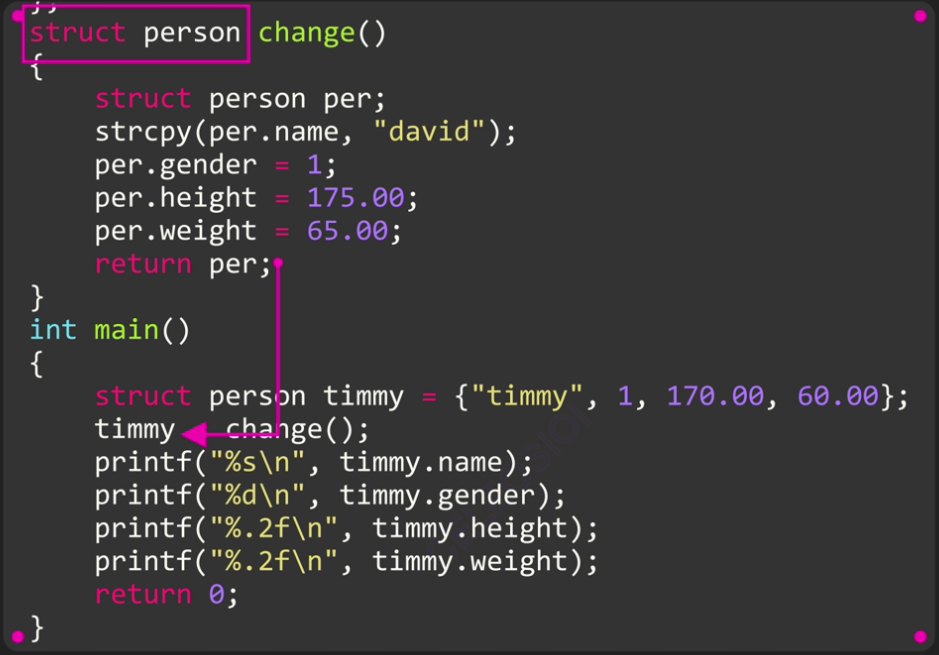 };
struct person change()
{
    struct person per;
    strcpy(per.name, "david");
    per.gender = 1;
    per.height = 175.00;
    per.weight = 65.00;
    return per;
}
int main()
{
    struct person timmy = {"timmy", 1, 170.00, 60.00};
    timmy   change();
    printf("%s\n", timmy.name);
    printf("%d\n", timmy.gender);
    printf("%.2f\n", timmy.height);
    printf("%.2f\n", timmy.weight);
    return 0;
}